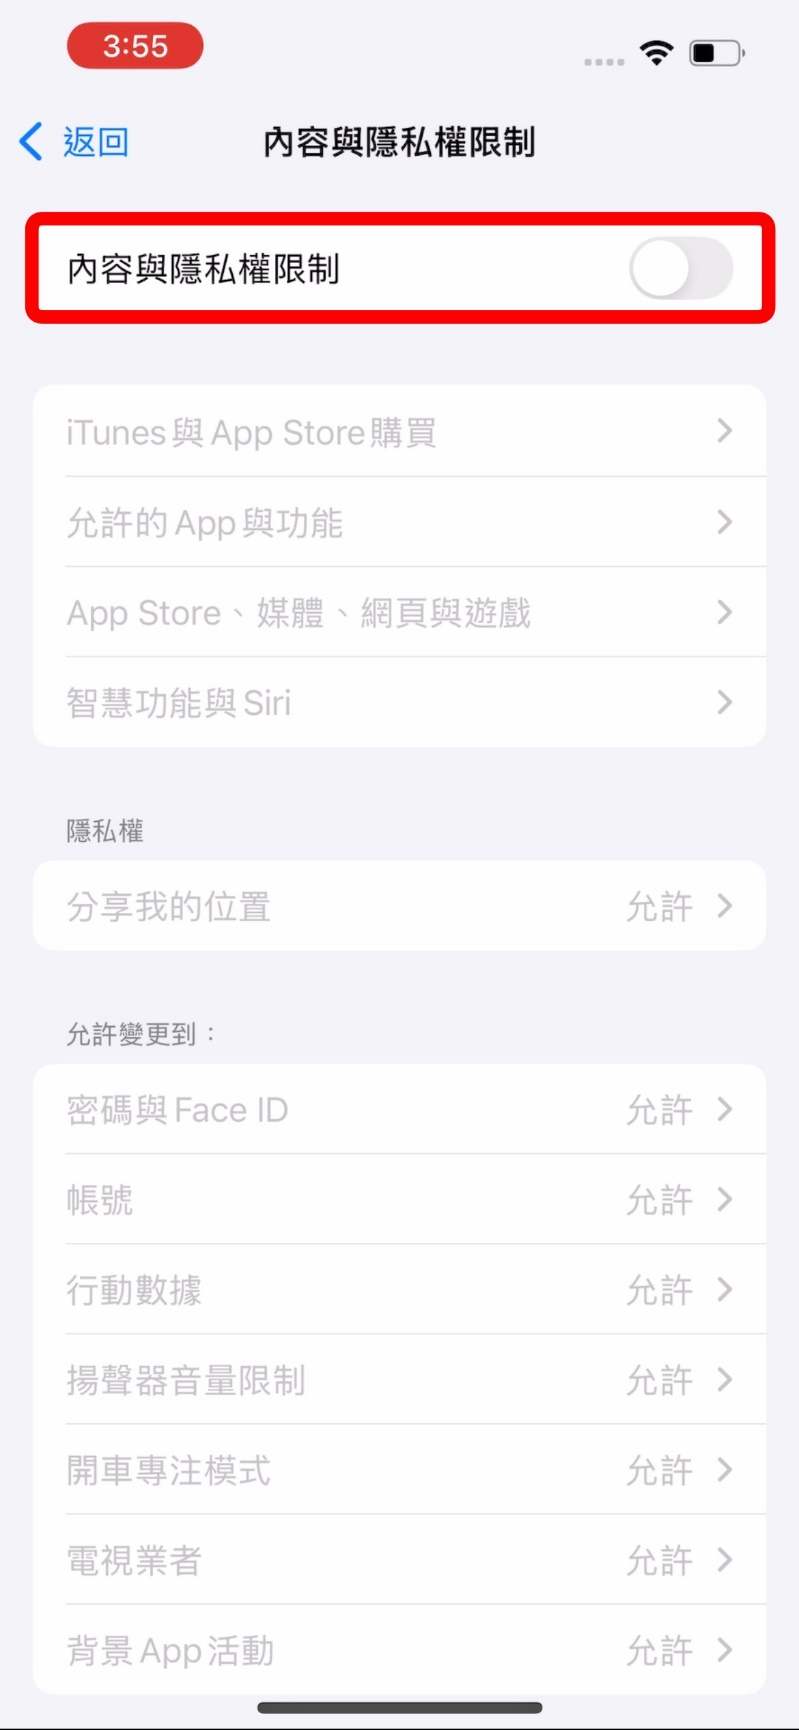 3:55
返回
內容與隱私權限制
內容與隱私權限制
iTunes與App Store購買
允許的App與功能
App Store、媒體、網頁與遊戲
智慧功能與Siri
隱私權
分享我的位置 允許
允許變更到：
密碼與Face ID 允許
帳號 允許
行動數據 允許
揚聲器音量限制 允許
開車專注模式 允許
電視業者 允許
背景App活動 允許